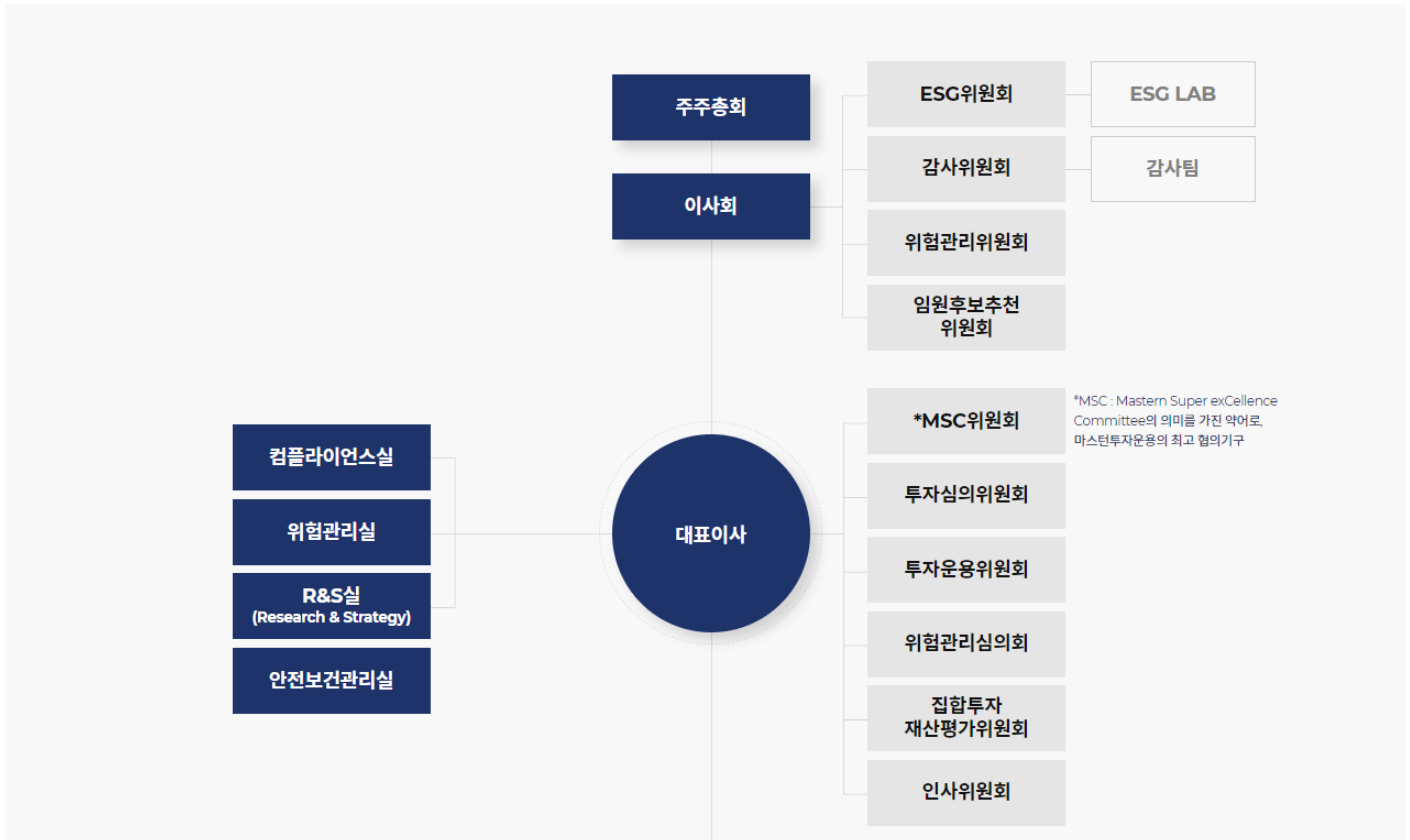 주주총회
이사회
ESG위원회
ESG LAB
감사위원회
감사팀
위험관리위원회
임원후보추천
위원회
컴플라이언스실
위험관리실
R&S실
(Research & Strategy)
안전보건관리실
대표이사
*MSC위원회
*MSC : Mastern Super exCellence
Committee의 의미를 가진 약어로,
마스턴투자운용의 최고 협의기구
투자심의위원회
투자운용위원회
위험관리심의회
집합투자
재산평가위원회
인사위원회